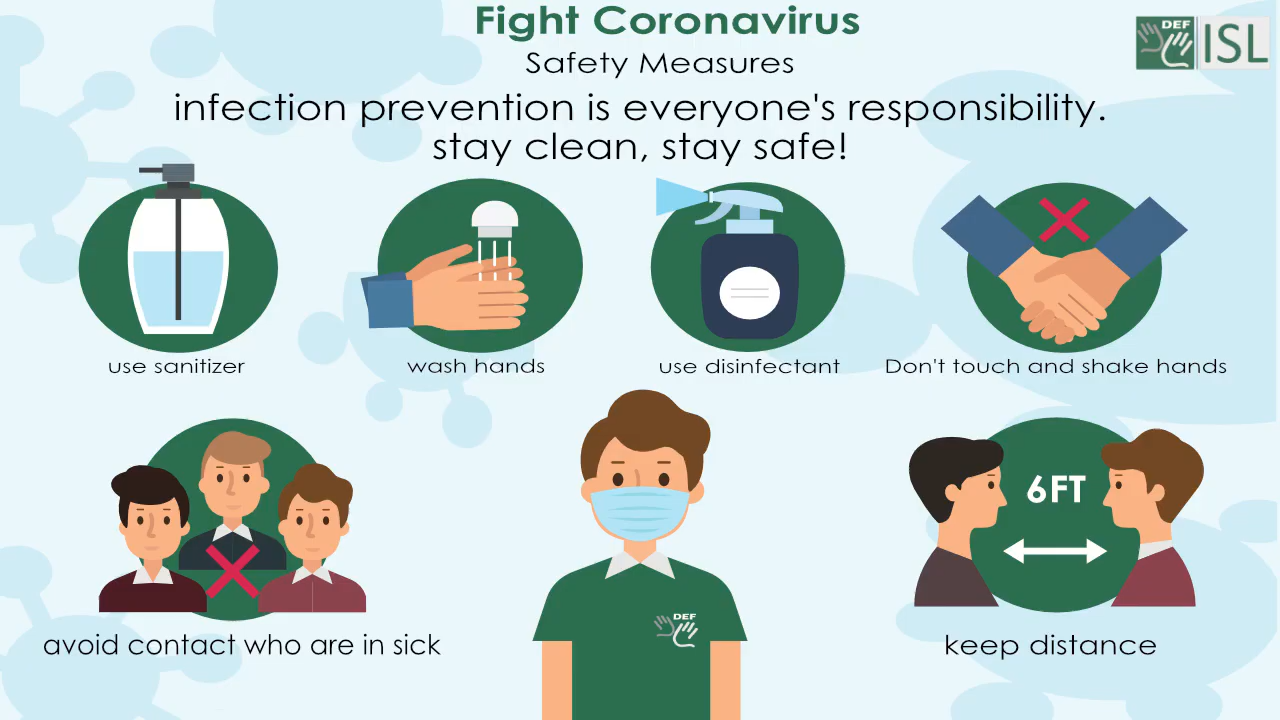 Fight Coronavirus
DEF
ISL
Safety Measures
infection prevention is everyone's responsibility.
stay clean, stay safe!
use sanitizer
wash hands
use disinfectant
Don't touch and shake hands
6FT
DEF
avoid contact who are in sick
keep distance